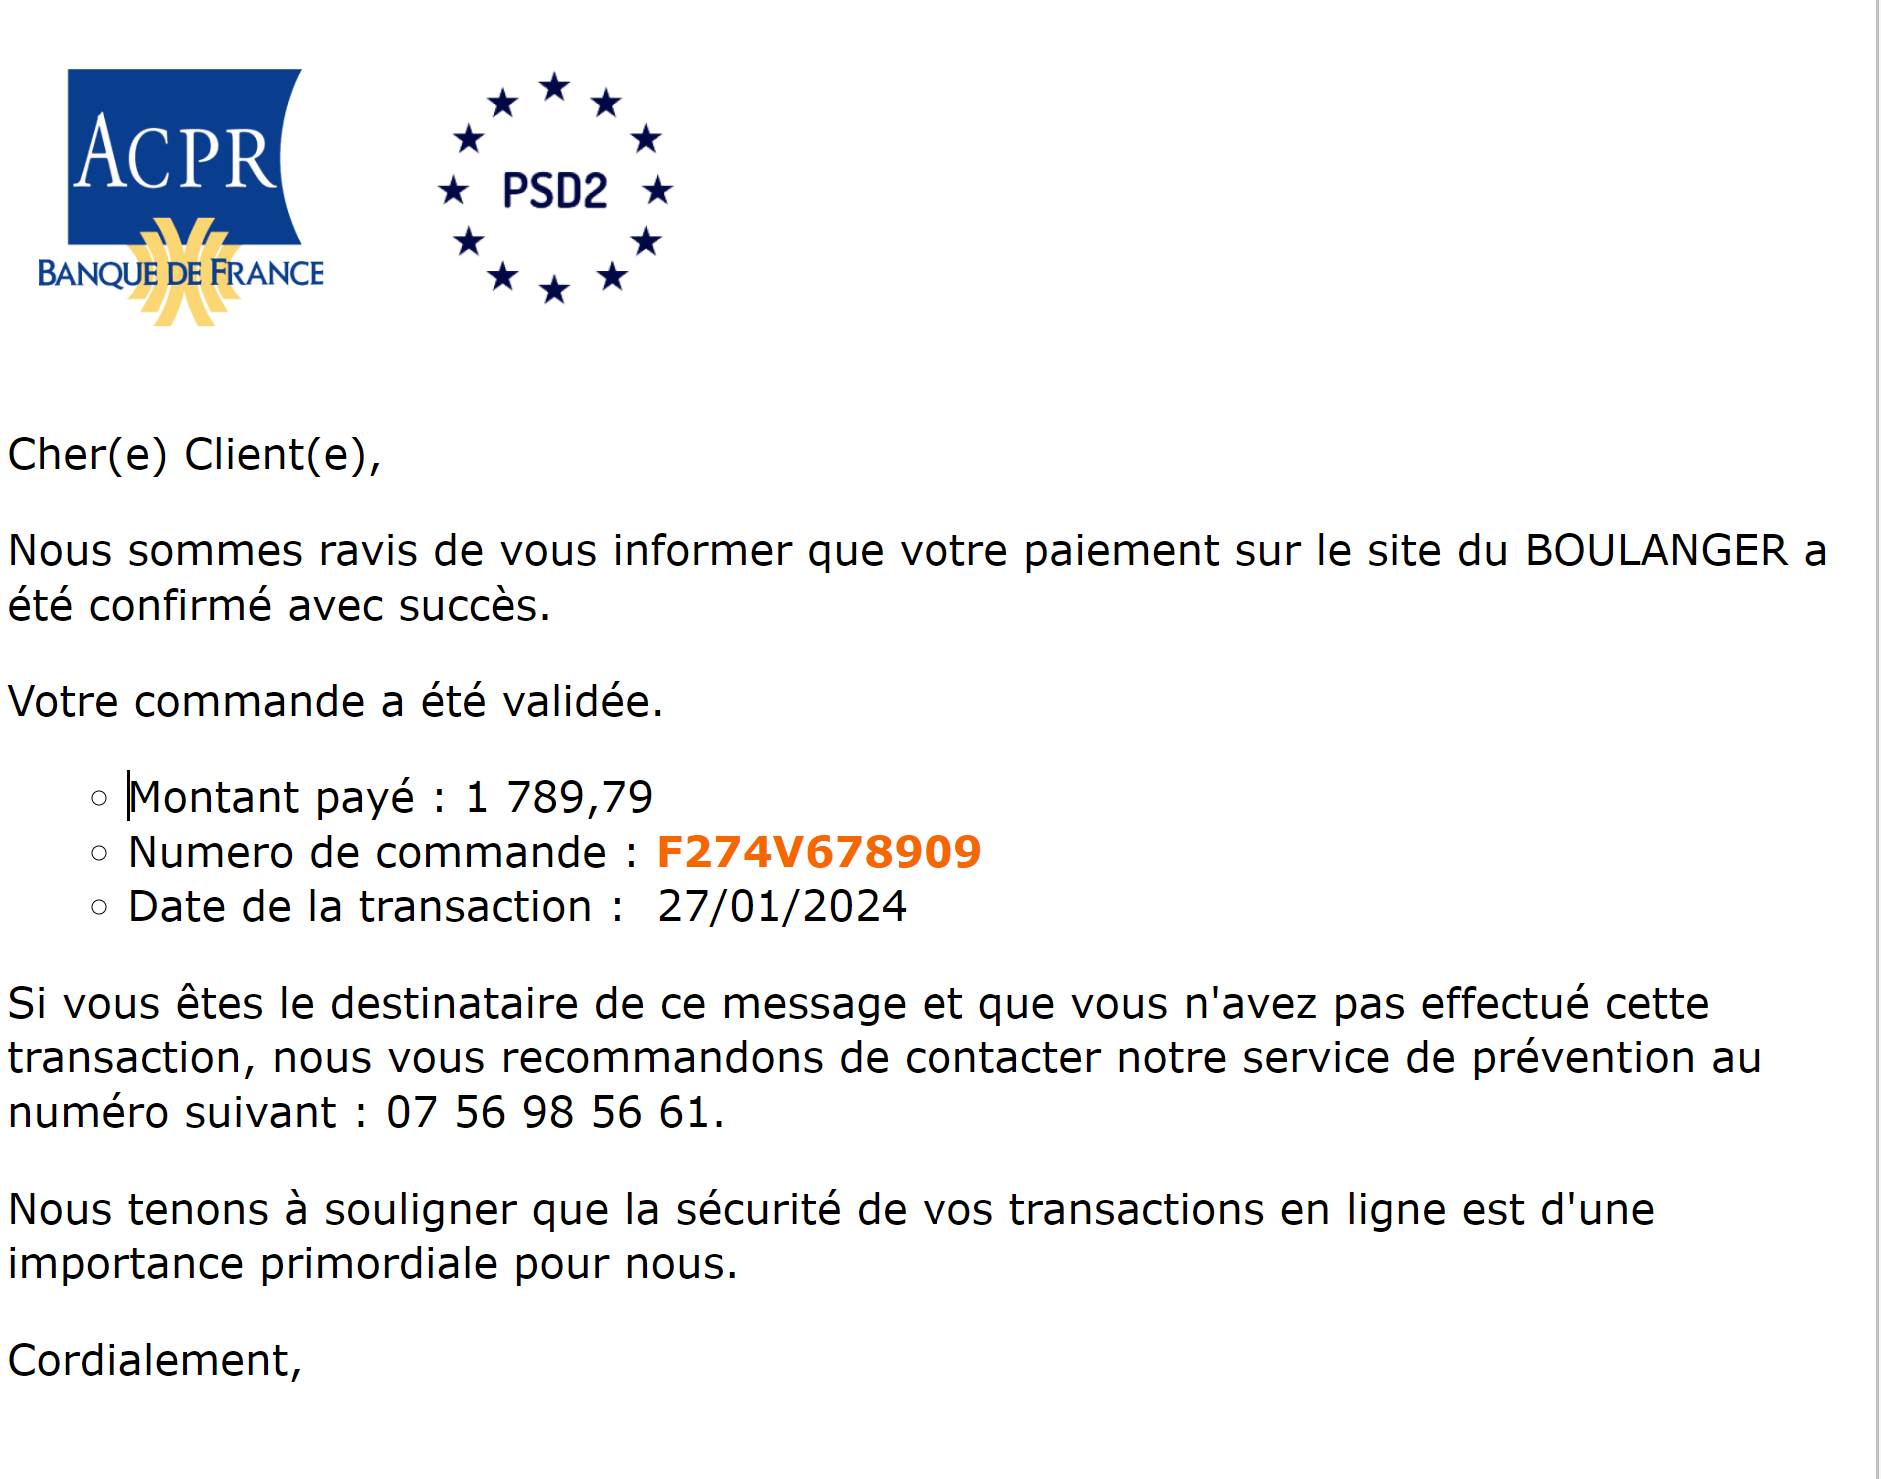 ACPR
BANQUE DE FRANCE
PSD2
Cher(e) Client(e),
Nous sommes ravis de vous informer que votre paiement sur le site du BOULANGER a
été confirmé avec succès.
Votre commande a été validée.
Montant payé : 1 789,79
Numero de commande : F274V678909
Date de la transaction : 27/01/2024
Si vous êtes le destinataire de ce message et que vous n'avez pas effectué cette
transaction, nous vous recommandons de contacter notre service de prévention au
numéro suivant : 07 56 98 56 61.
Nous tenons à souligner que la sécurité de vos transactions en ligne est d'une
importance primordiale pour nous.
Cordialement,